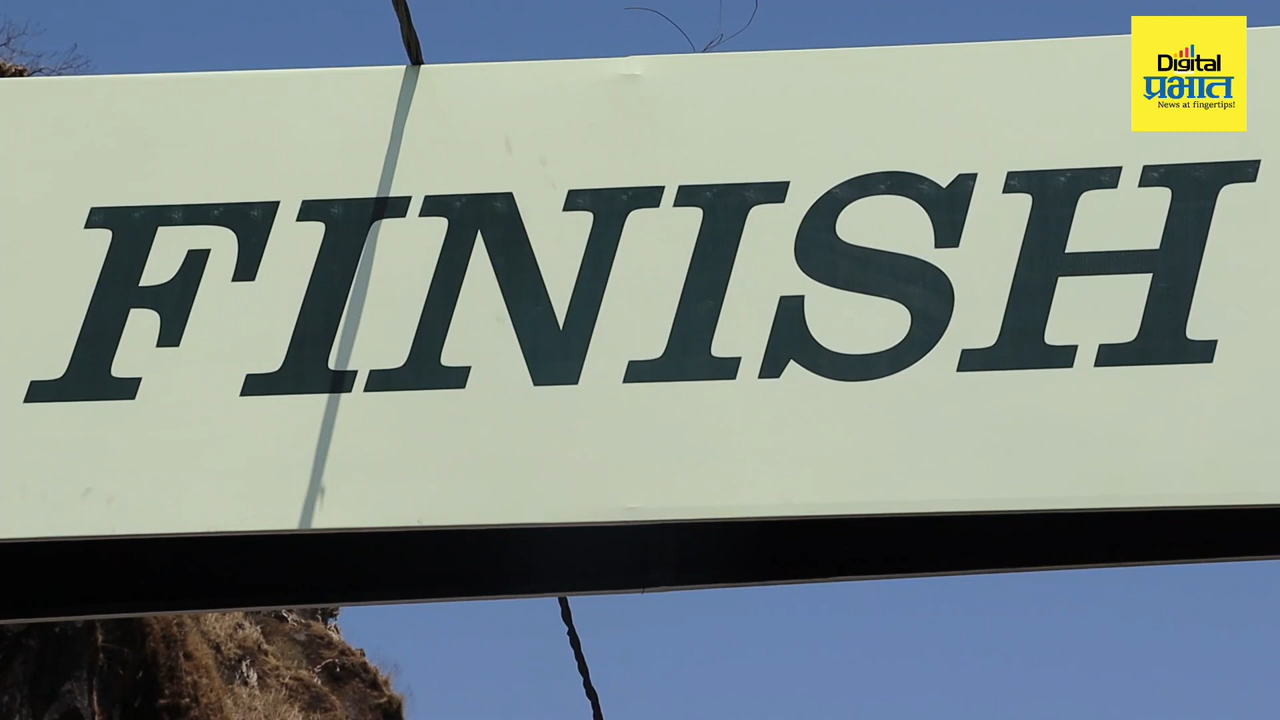 FINISH
Digital
प्रभात
News at fingertips!